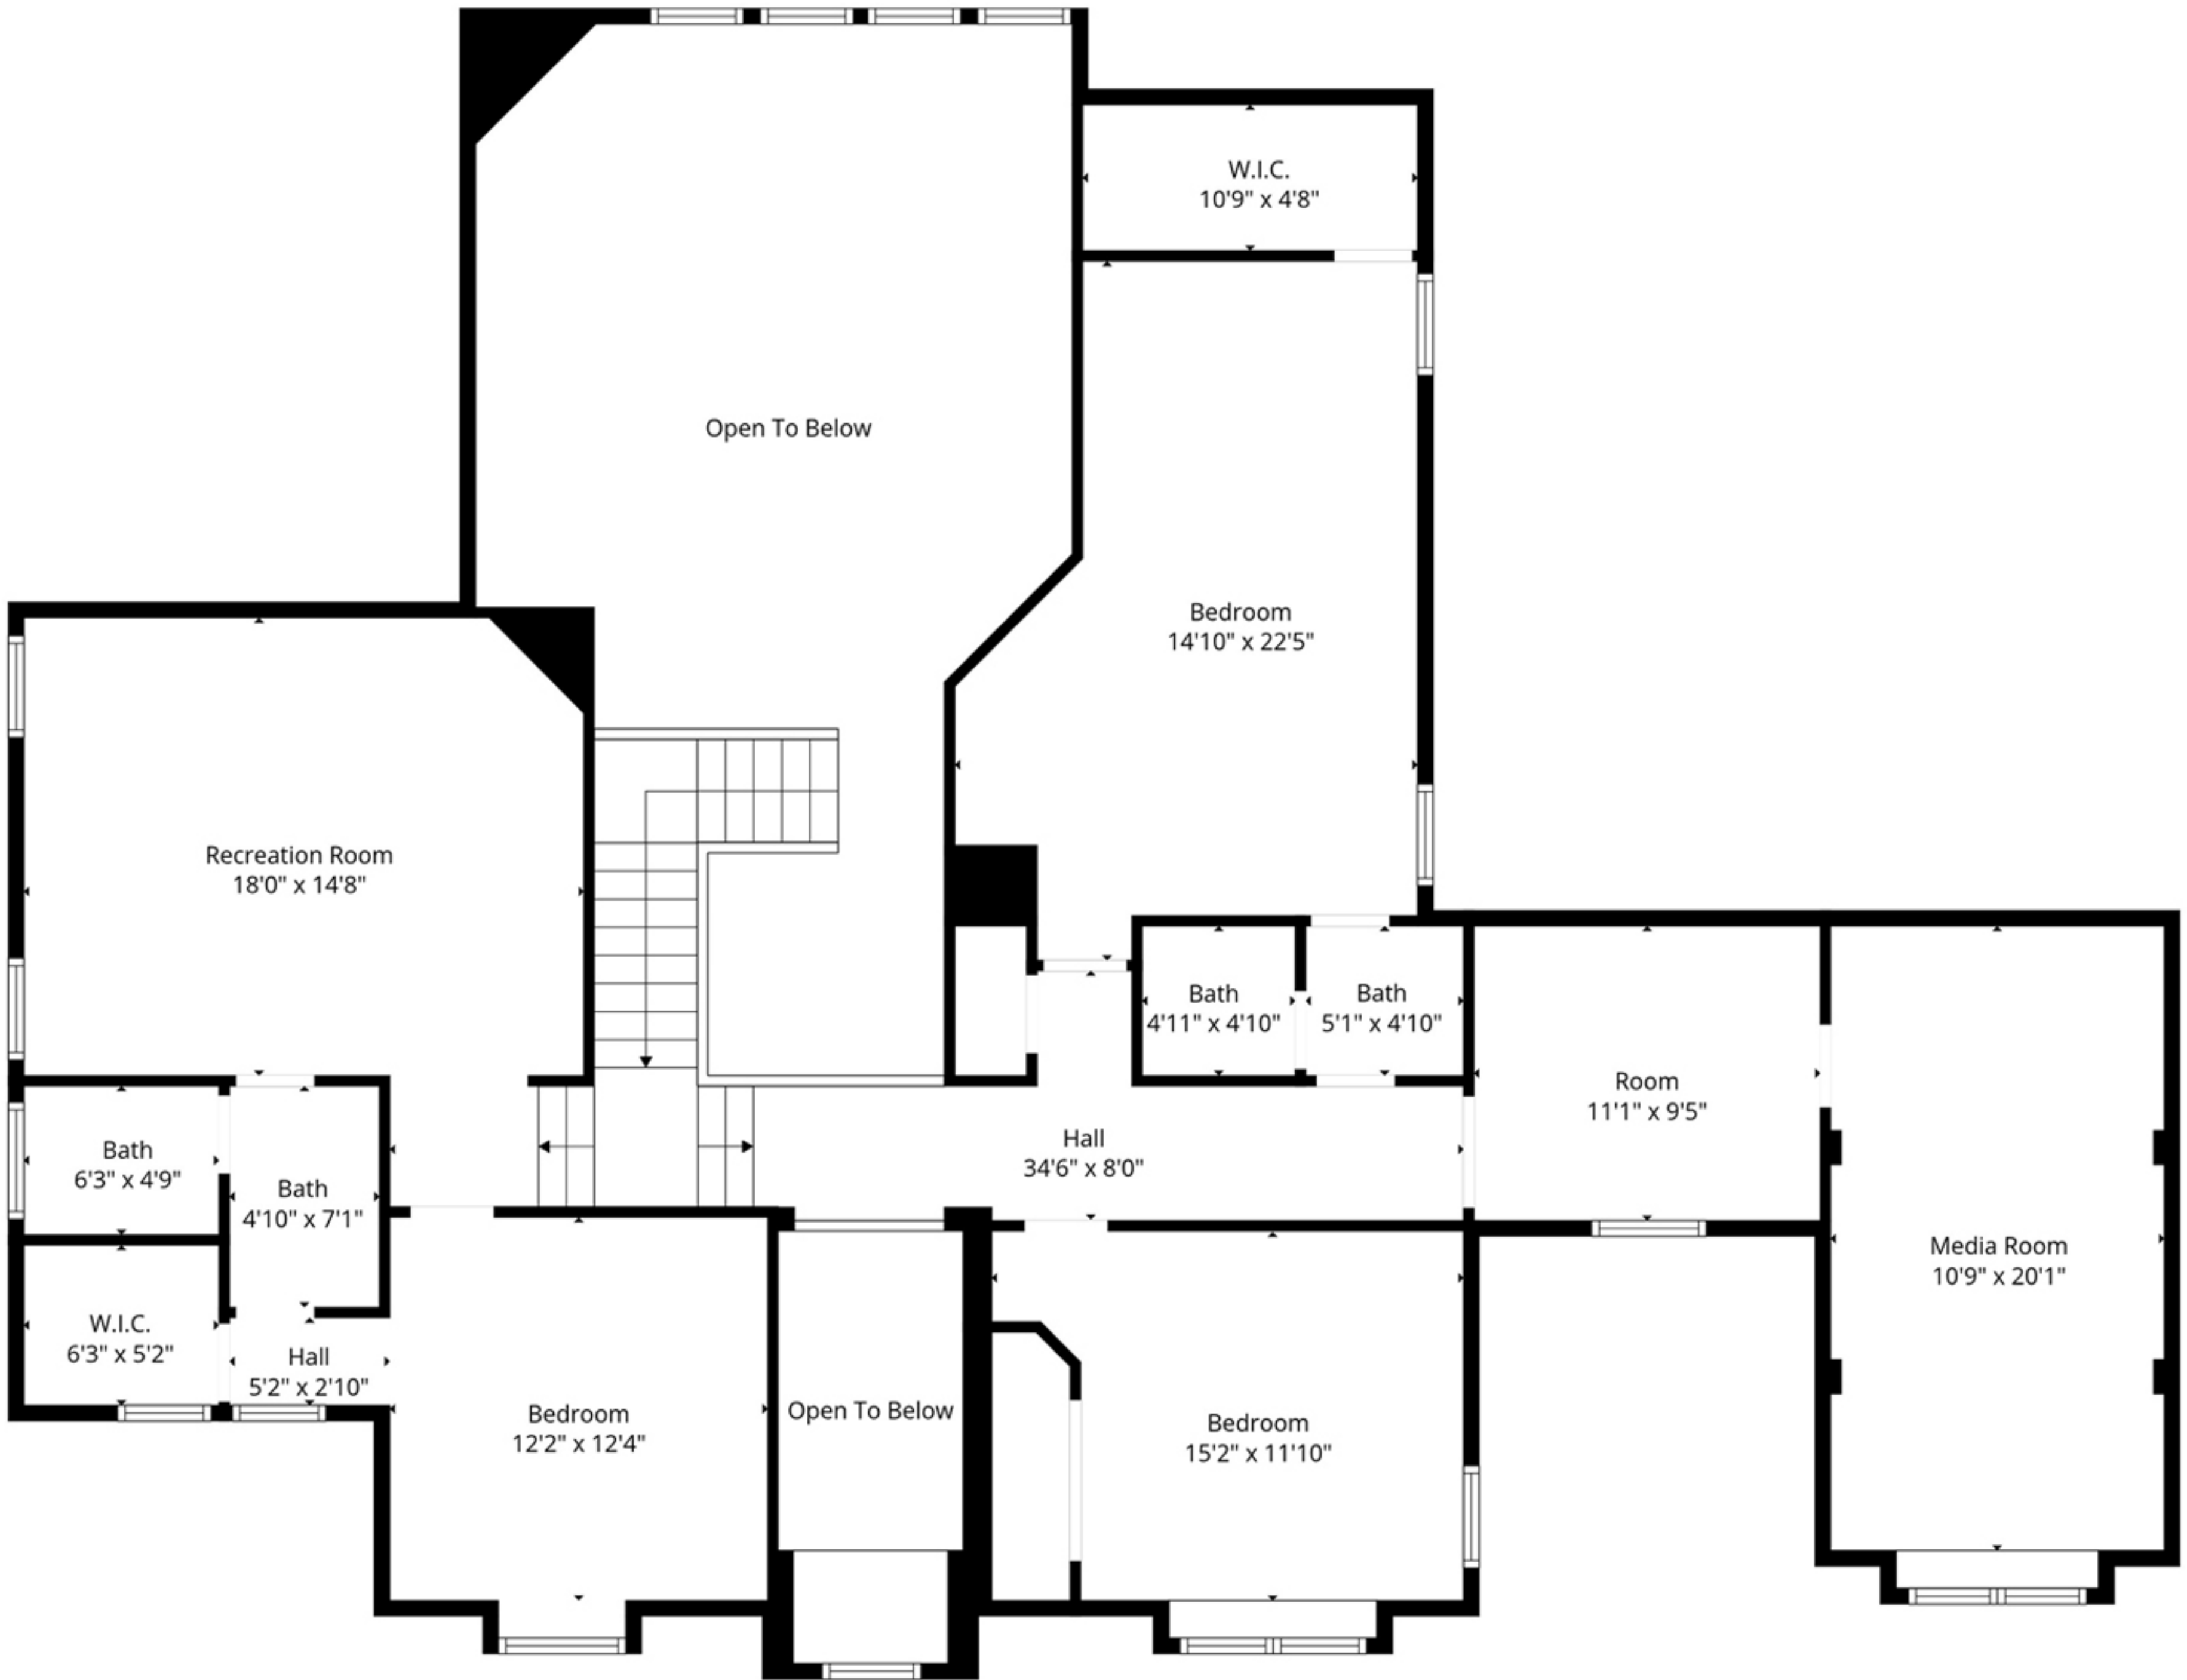 W.I.C.
10'9" x 4'8"
Open To Below
Bedroom
14'10" x 22'5"
Recreation Room
18'0" x 14'8"
Bath
4'11" x 4'10"
Bath
5'1" x 4'10"
Room
11'1" x 9'5"
Hall
34'6" x 8'0"
Bath
6'3" x 4'9"
Bath
4'10" x 7'1"
Media Room
10'9" x 20'1"
W.I.C.
6'3" x 5'2"
Hall
5'2" x 2'10"
Bedroom
12'2" x 12'4"
Open To Below
Bedroom
15'2" x 11'10"